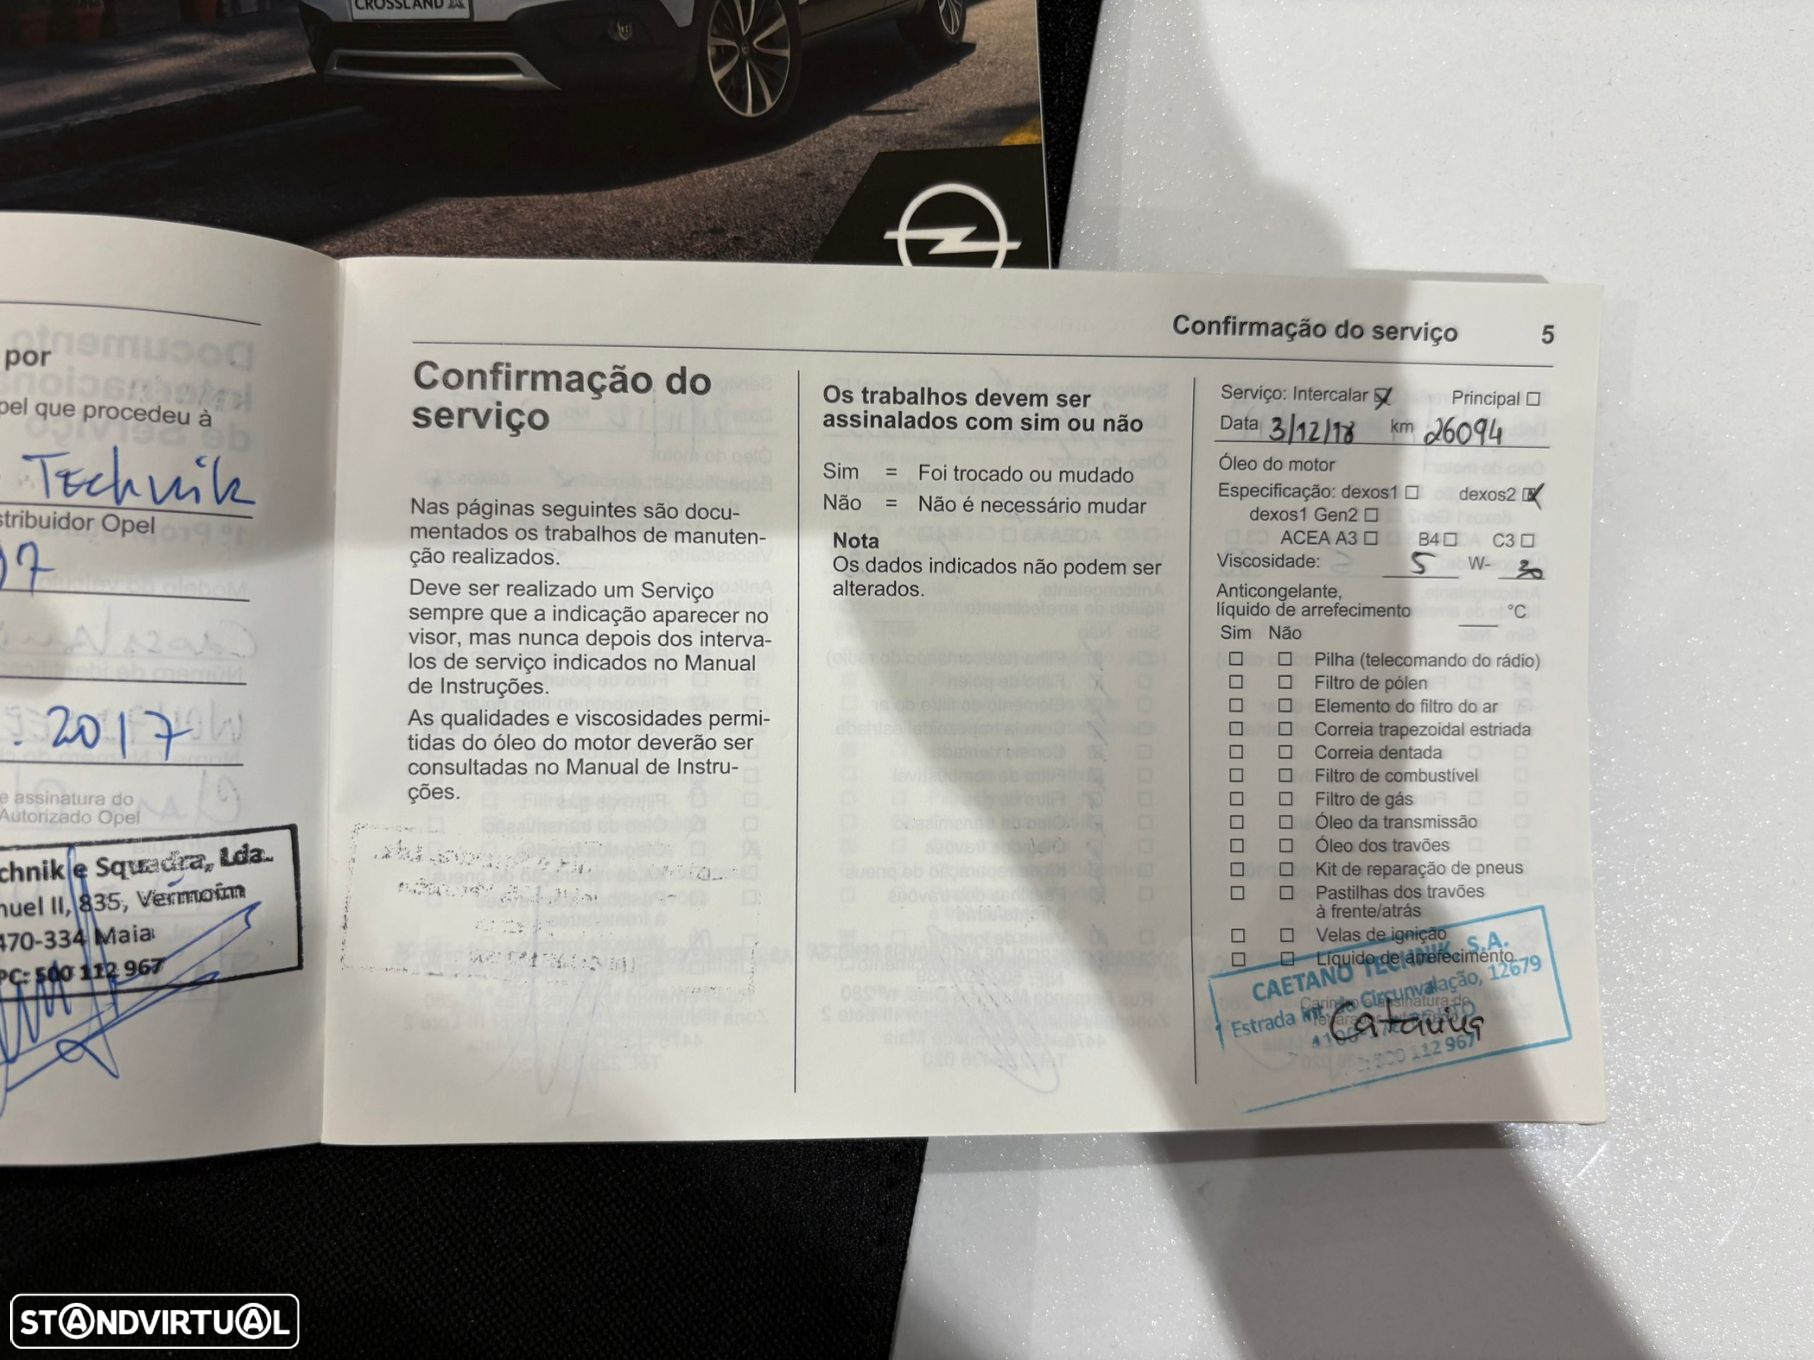 CROSSLAND X
por
pel que procedeu à
Technik
stribuidor Opel
07
. 2017
e assinatura do
Autorizado Opel
chnik e Squadra, Lda.
nuel II, 835, Vermoim
470-334 Maia
PC: 500 112 967
Confirmação do serviço 5
Confirmação do
serviço
Nas páginas seguintes são docu-
mentados os trabalhos de manuten-
ção realizados.
Deve ser realizado um Serviço
sempre que a indicação aparecer no
visor, mas nunca depois dos interva-
los de serviço indicados no Manual
de Instruções.
As qualidades e viscosidades permi-
tidas do óleo do motor deverão ser
consultadas no Manual de Instru-
ções.
Os trabalhos devem ser
assinalados com sim ou não
Sim = Foi trocado ou mudado
Não = Não é necessário mudar
Nota
Os dados indicados não podem ser
alterados.
Serviço: Intercalar ☑ Principal ☐
Data 3/12/18 km 26094
Óleo do motor
Especificação: dexos1 ☐ dexos2 ☒
dexos1 Gen2 ☐
ACEA A3 ☐ B4 ☐ C3 ☐
Viscosidade: 5 W- 30
Anticongelante,
líquido de arrefecimento °C
Sim Não
☐ ☐ Pilha (telecomando do rádio)
☐ ☐ Filtro de pólen
☐ ☐ Elemento do filtro do ar
☐ ☐ Correia trapezoidal estriada
☐ ☐ Correia dentada
☐ ☐ Filtro de combustível
☐ ☐ Filtro de gás
☐ ☐ Óleo da transmissão
☐ ☐ Óleo dos travões
☐ ☐ Kit de reparação de pneus
☐ ☐ Pastilhas dos travões
à frente/atrás
☐ ☐ Velas de ignição
☐ ☐ Líquido de arrefecimento
CAETANO TECHNIK, S.A.
Estrada Int. da Circunvalação, 12679
Catarina
500 112 967
STANDVIRTUAL